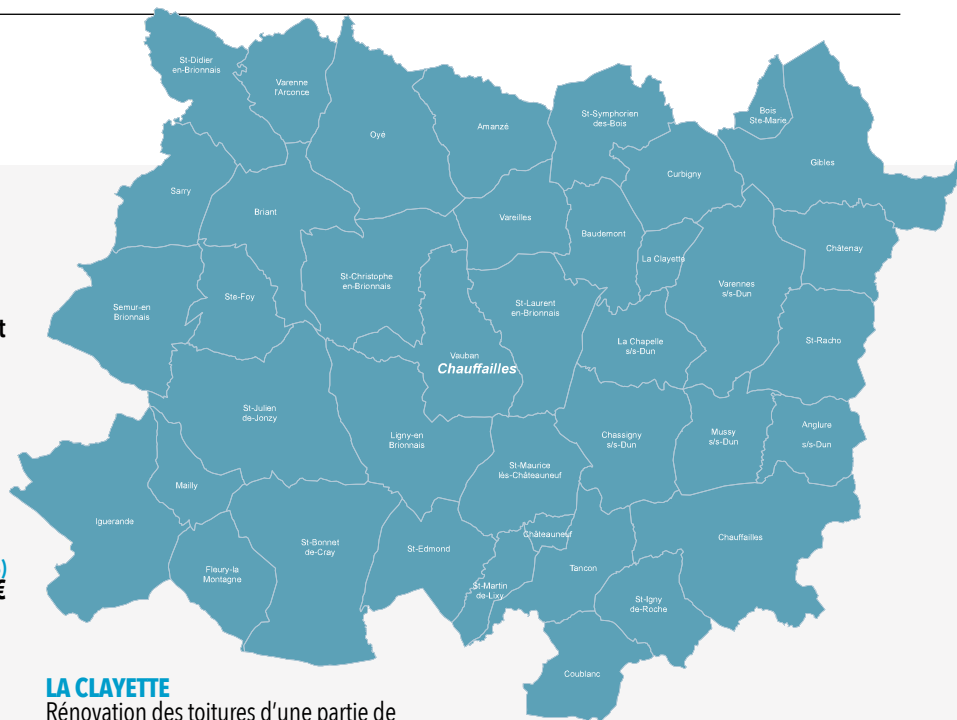 St-Didier
en-Brionnais
Varenne
l'Arconce
Oyé
Amanzé
St-Symphorien
des-Bois
Bois
Ste-Marie
Gibles
Curbigny
Sarry
Briant
Vareilles
Baudemont
La Clayette
Châtenay
Varennes
s/s-Dun
St-Christophe
en-Brionnais
Ste-Foy
Semur-en
Brionnais
St-Laurent
en-Brionnais
La Chapelle
s/s-Dun
St-Racho
t
Vauban
Chauffailles
St-Julien
de-Jonzy
Ligny-en
Brionnais
Chassigny
s/s-Dun
Mussy
s/s-Dun
Anglure
s/s-Dun
St-Maurice
lès-Châteauneuf
Mailly
Iguerande
St-Bonnet
de-Cray
St-Edmond
Châteauneuf
Chauffailles
Fleury-la
Montagne
Tancon
St-Martin
de-Lixy
St-Igny
de-Roche
)
€
Coublanc
LA CLAYETTE
Rénovation des toitures d'une partie de